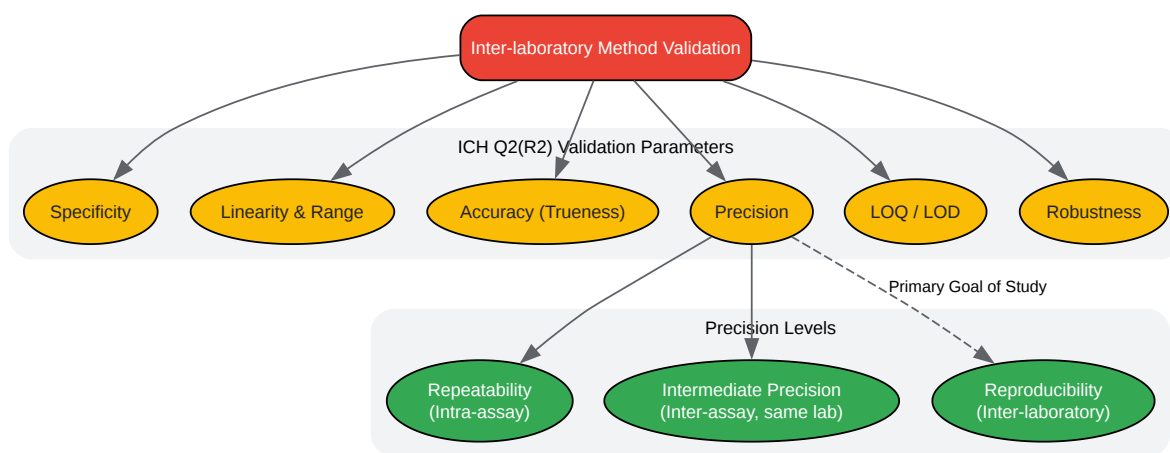 Inter-laboratory Method Validation
ICH Q2(R2) Validation Parameters
Specificity
Linearity & Range
Accuracy (Trueness)
Precision
LOQ / LOD
Robustness
Primary Goal of Study
Precision Levels
Repeatability
(Intra-assay)
Intermediate Precision
(Inter-assay, same lab)
Reproducibility
(Inter-laboratory)